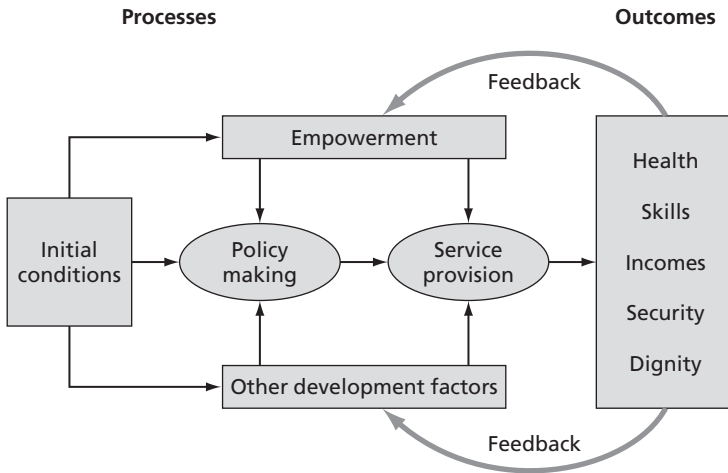 Processes
Outcomes
Feedback
Empowerment
Initial
conditions
Policy
making
Service
provision
Health
Skills
Incomes
Security
Dignity
Other development factors
Feedback